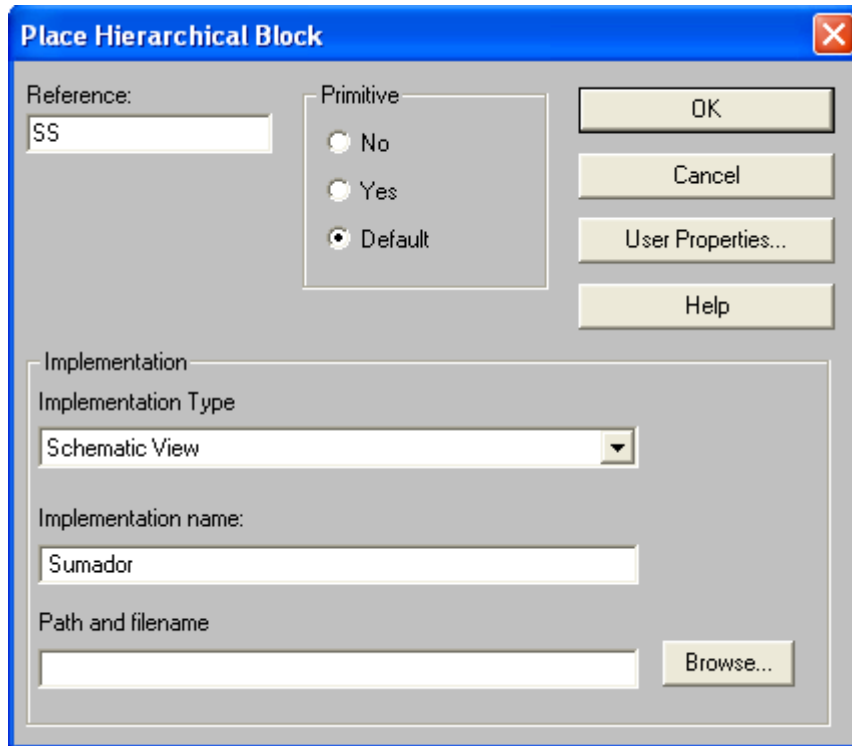 Place Hierarchical Block
Reference:
SS
Primitive
No
Yes
Default
OK
Cancel
User Properties...
Help
Implementation
Implementation Type
Schematic View
Implementation name:
Sumador
Path and filename
Browse...